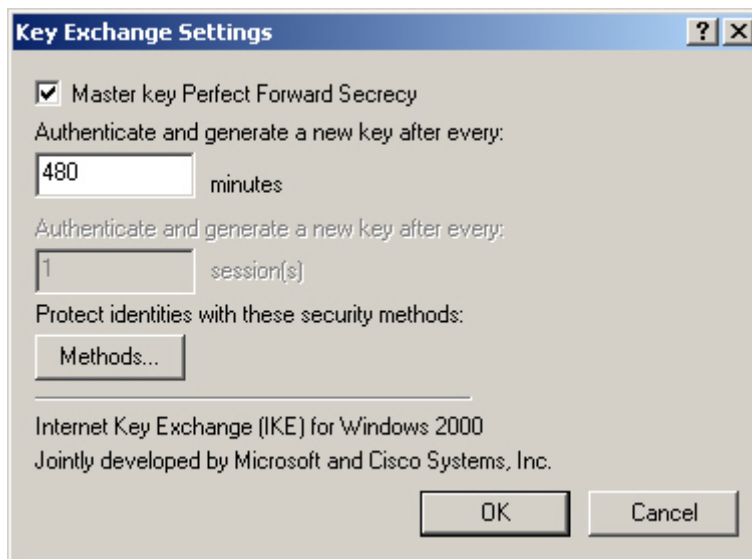 Key Exchange Settings
Master key Perfect Forward Secrecy
Authenticate and generate a new key after every:
480 minutes
Authenticate and generate a new key after every:
1 session(s)
Protect identities with these security methods:
Methods...
Internet Key Exchange (IKE) for Windows 2000
Jointly developed by Microsoft and Cisco Systems, Inc.
OK Cancel